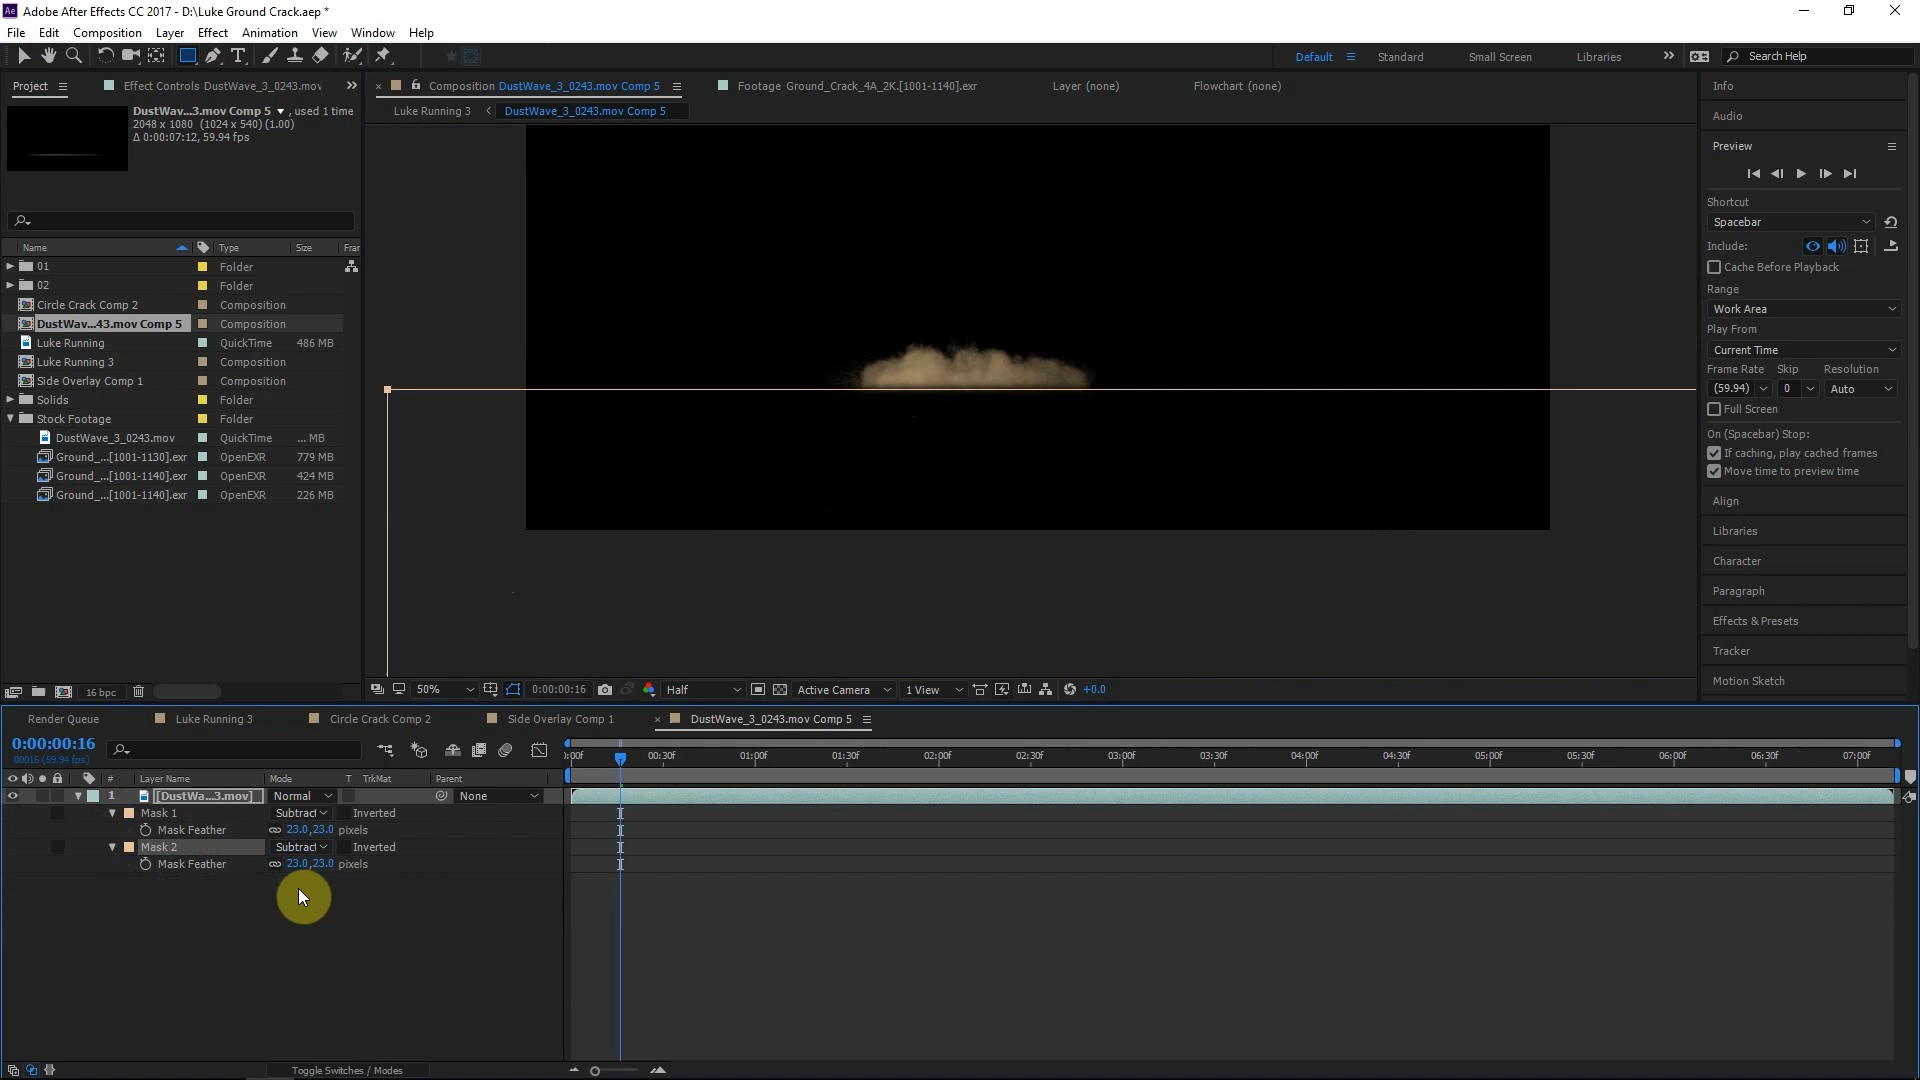 Adobe After Effects CC 2017 - D:\Luke Ground Crack.aep *
File Edit Composition Layer Effect Animation View Window Help
Default Standard Small Screen Libraries Search Help
Project Effect Controls DustWave_3_0243.mov
Composition DustWave_3_0243.mov Comp 5 Footage Ground_Crack_4A_2K.[1001-1140].exr Layer (none) Flowchart (none)
Luke Running 3 DustWave_3_0243.mov Comp 5
DustWav...3.mov Comp 5 , used 1 time
2048 x 1080 (1024 x 540) (1.00)
Δ 0:00:07:12, 59.94 fps
Name Type Size Frar
01 Folder
02 Folder
Circle Crack Comp 2 Composition
DustWav...43.mov Comp 5 Composition
Luke Running QuickTime 486 MB
Luke Running 3 Composition
Side Overlay Comp 1 Composition
Solids Folder
Stock Footage Folder
DustWave_3_0243.mov QuickTime ... MB
Ground_...[1001-1130].exr OpenEXR 779 MB
Ground_...[1001-1140].exr OpenEXR 424 MB
Ground_...[1001-1140].exr OpenEXR 226 MB
16 bpc
50% 0:00:00:16 Half Active Camera 1 View +0.0
Info
Audio
Preview
Shortcut
Spacebar
Include:
Cache Before Playback
Range
Work Area
Play From
Current Time
Frame Rate Skip Resolution
(59.94) 0 Auto
Full Screen
On (Spacebar) Stop:
If caching, play cached frames
Move time to preview time
Align
Libraries
Character
Paragraph
Effects & Presets
Tracker
Motion Sketch
Render Queue Luke Running 3 Circle Crack Comp 2 Side Overlay Comp 1 DustWave_3_0243.mov Comp 5
0:00:00:16
00016 (59.94 fps)
):00f 00:30f 01:00f 01:30f 02:00f 02:30f 03:00f 03:30f 04:00f 04:30f 05:00f 05:30f 06:00f 06:30f 07:00f
# Layer Name Mode T TrkMat Parent
1 [DustWa...3.mov] Normal None
Mask 1 Subtract Inverted
Mask Feather 23.0,23.0 pixels
Mask 2 Subtract Inverted
Mask Feather 23.0,23.0 pixels
Toggle Switches / Modes